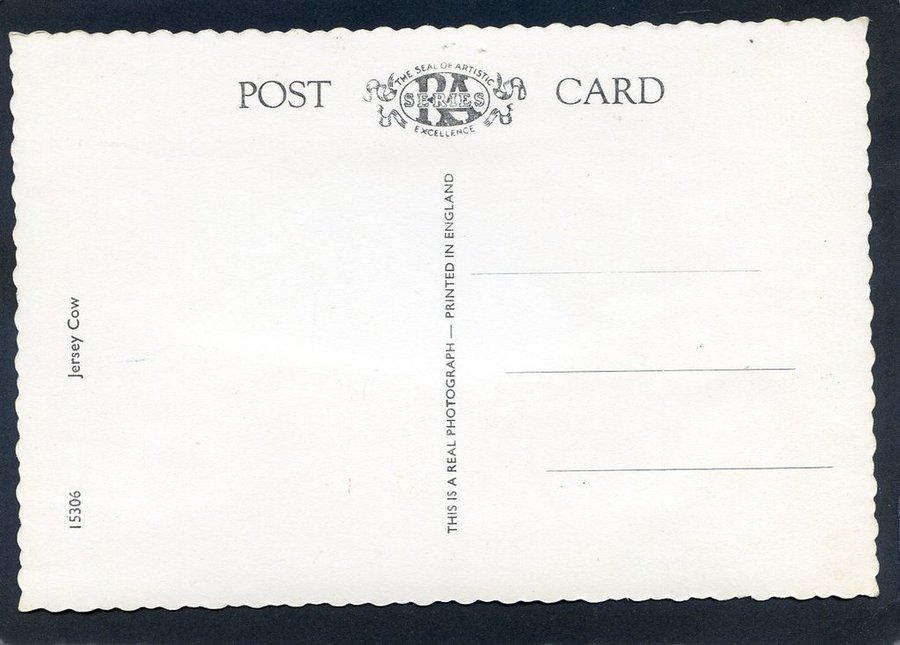 POST CARD
THE SEAL OF ARTISTIC
RA
SERIES
EXCELLENCE
THIS IS A REAL PHOTOGRAPH — PRINTED IN ENGLAND
Jersey Cow
15306